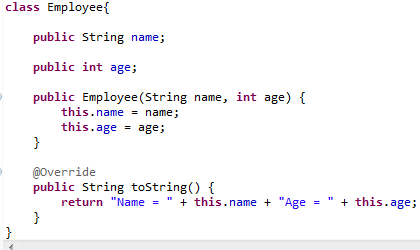 class Employee{
public String name;
public int age;
public Employee(String name, int age) {
this.name = name;
this.age = age;
}
@Override
public String toString() {
return "Name = " + this.name + "Age = " + this.age;
}
}